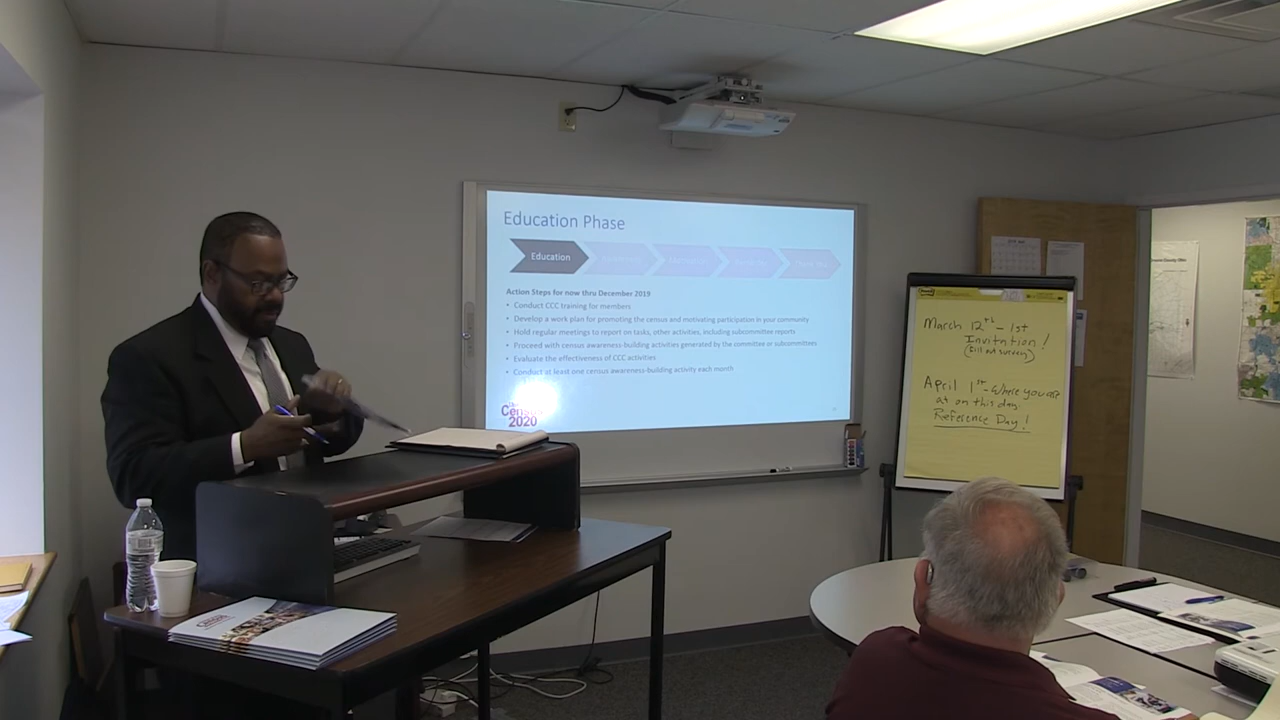 Education Phase
Education
Action Steps for now thru December 2019
• Conduct CCC training for members
• Develop a work plan for promoting the census and motivating participation in your community
• Hold regular meetings to report on tasks, other activities, including subcommittee reports
• Proceed with census awareness-building activities generated by the committee or subcommittees
• Evaluate the effectiveness of CCC activities
• Conduct at least one census awareness-building activity each month
Census
2020
March 12th - 1st
Invitation!
(fill out survey)
April 1st - Where you are
at on this day.
Reference Day!